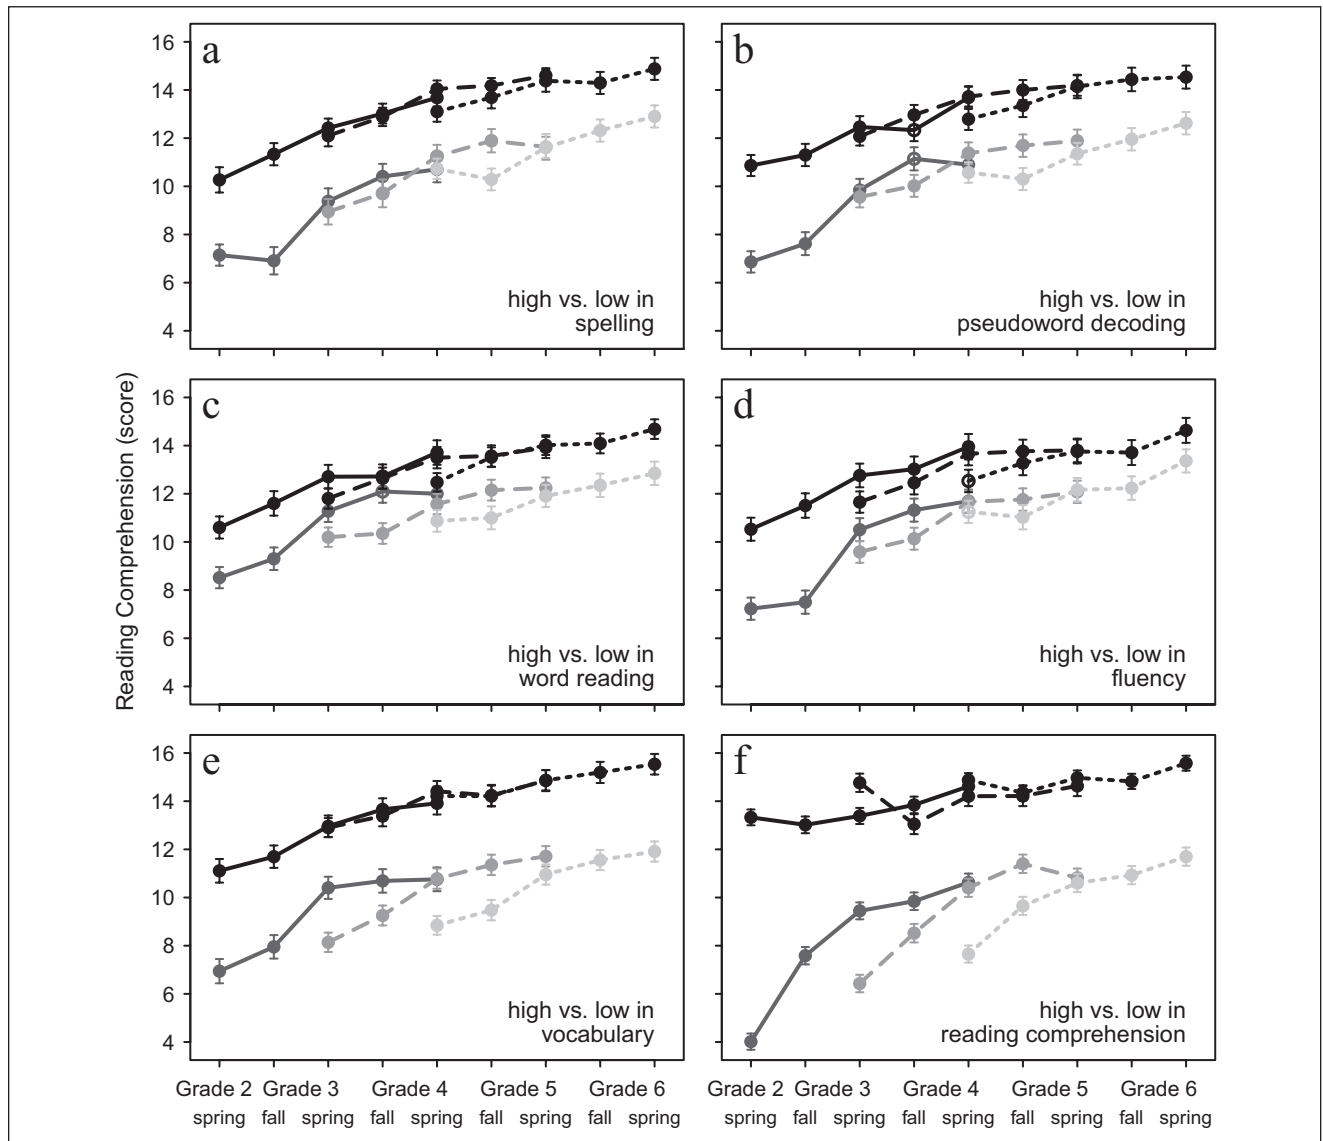 Reading Comprehension (score)
a
16
14
12
10
8
6
4
high vs. low in
spelling
b
high vs. low in
pseudoword decoding
c
16
14
12
10
8
6
4
high vs. low in
word reading
d
high vs. low in
fluency
e
16
14
12
10
8
6
4
high vs. low in
vocabulary
f
high vs. low in
reading comprehension
Grade 2 Grade 3 Grade 4 Grade 5 Grade 6
spring fall spring fall spring fall spring fall spring
Grade 2 Grade 3 Grade 4 Grade 5 Grade 6
spring fall spring fall spring fall spring fall spring